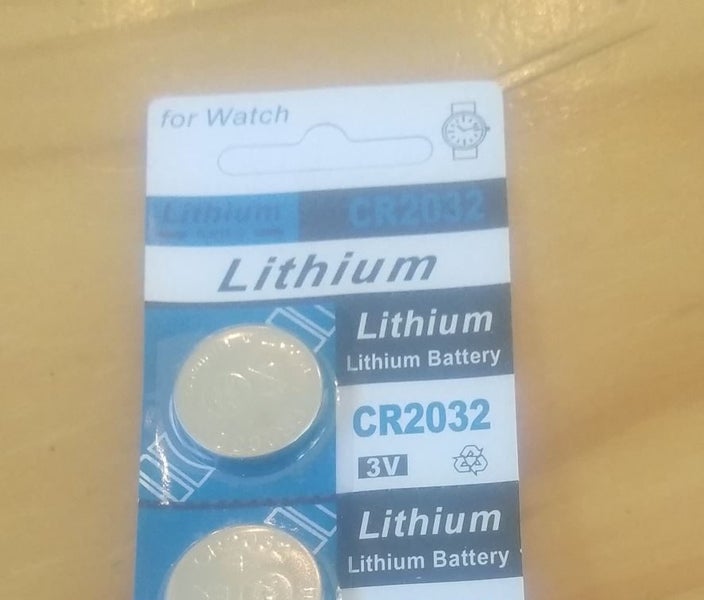 for Watch
Lithium CR2032
Lithium
Lithium
Lithium Battery
CR2032
3V
Lithium
Lithium Battery